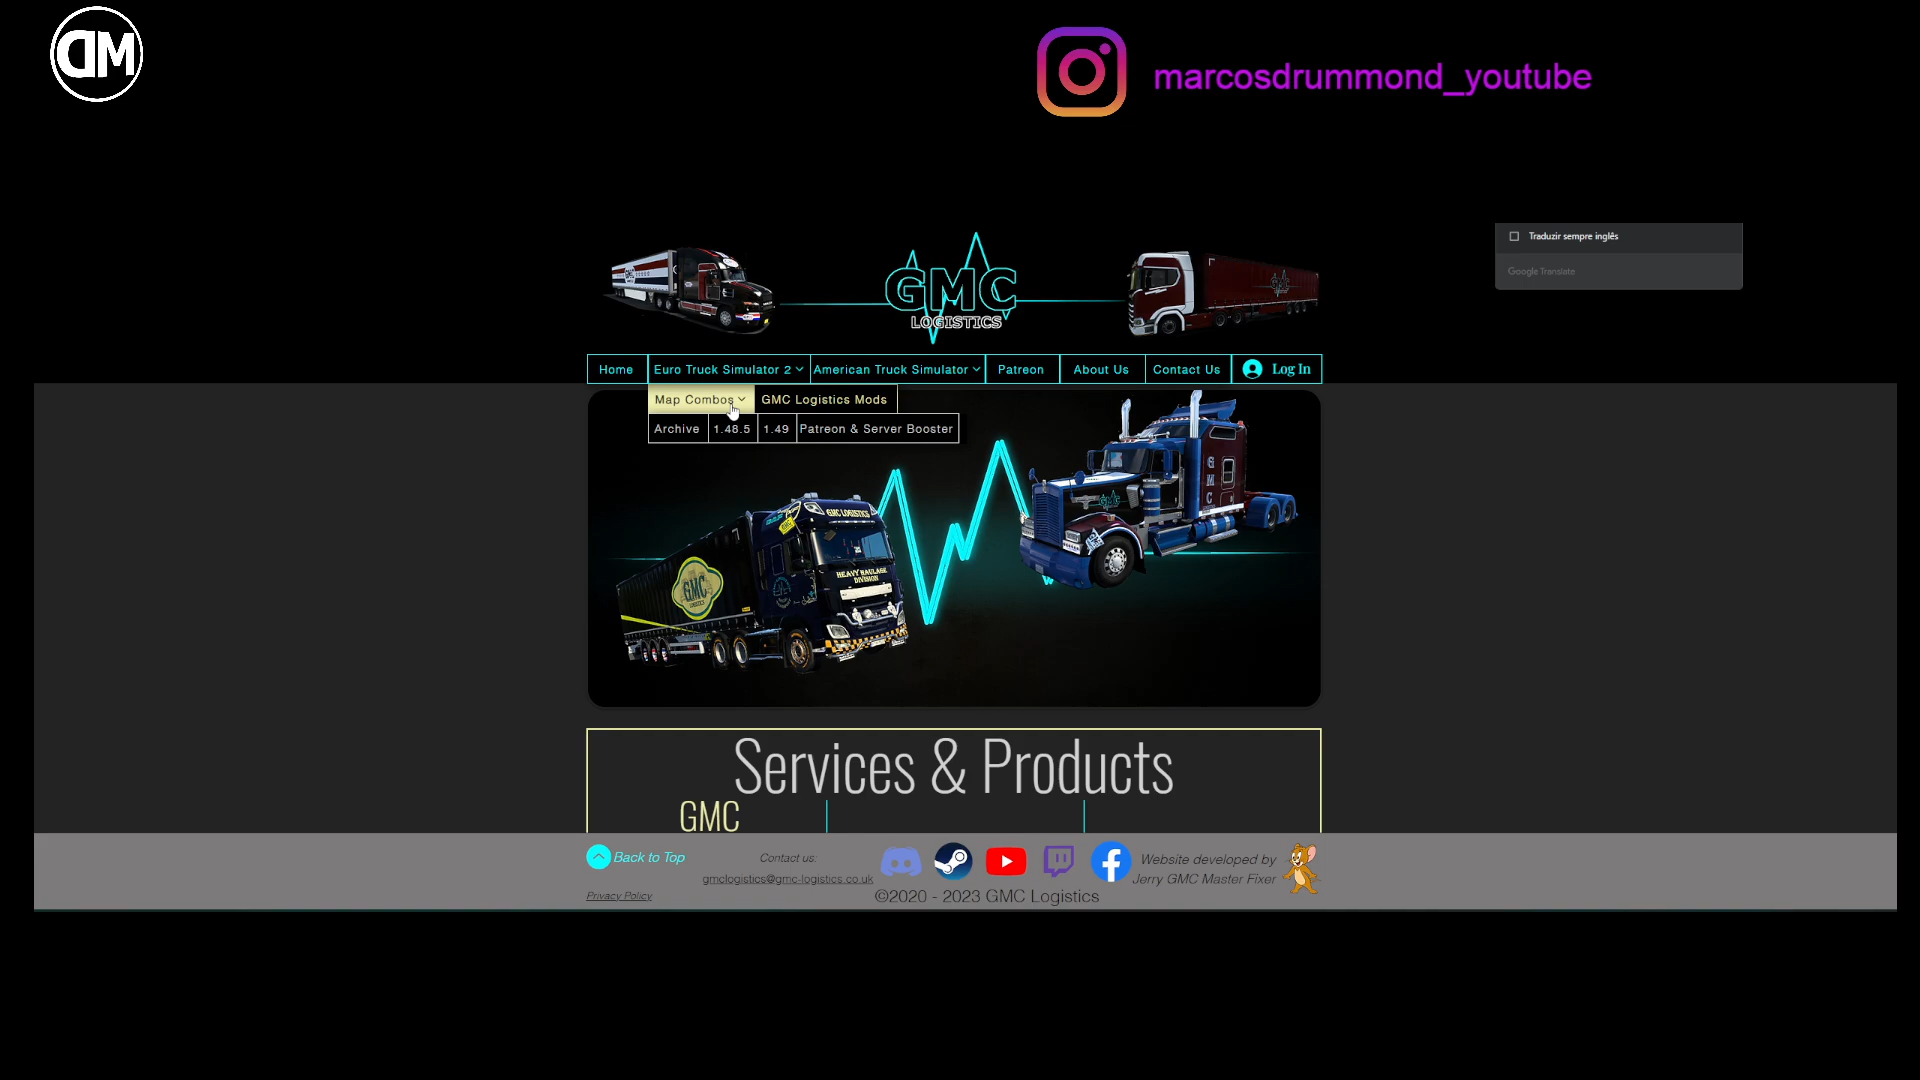 DM
marcosdrummond_youtube
Traduzir sempre inglês
Google Translate
GMC
LOGISTICS
Home
Euro Truck Simulator 2
American Truck Simulator
Patreon
About Us
Contact Us
Log In
Map Combos
GMC Logistics Mods
Archive
1.48.5
1.49
Patreon & Server Booster
GMC LOGISTICS
HEAVY HAULAGE
DIVISION
GMC
GMC
Services & Products
GMC
Back to Top
Contact us:
gmclogistics@gmc-logistics.co.uk
Privacy Policy
Website developed by
Jerry GMC Master Fixer
©2020 - 2023 GMC Logistics